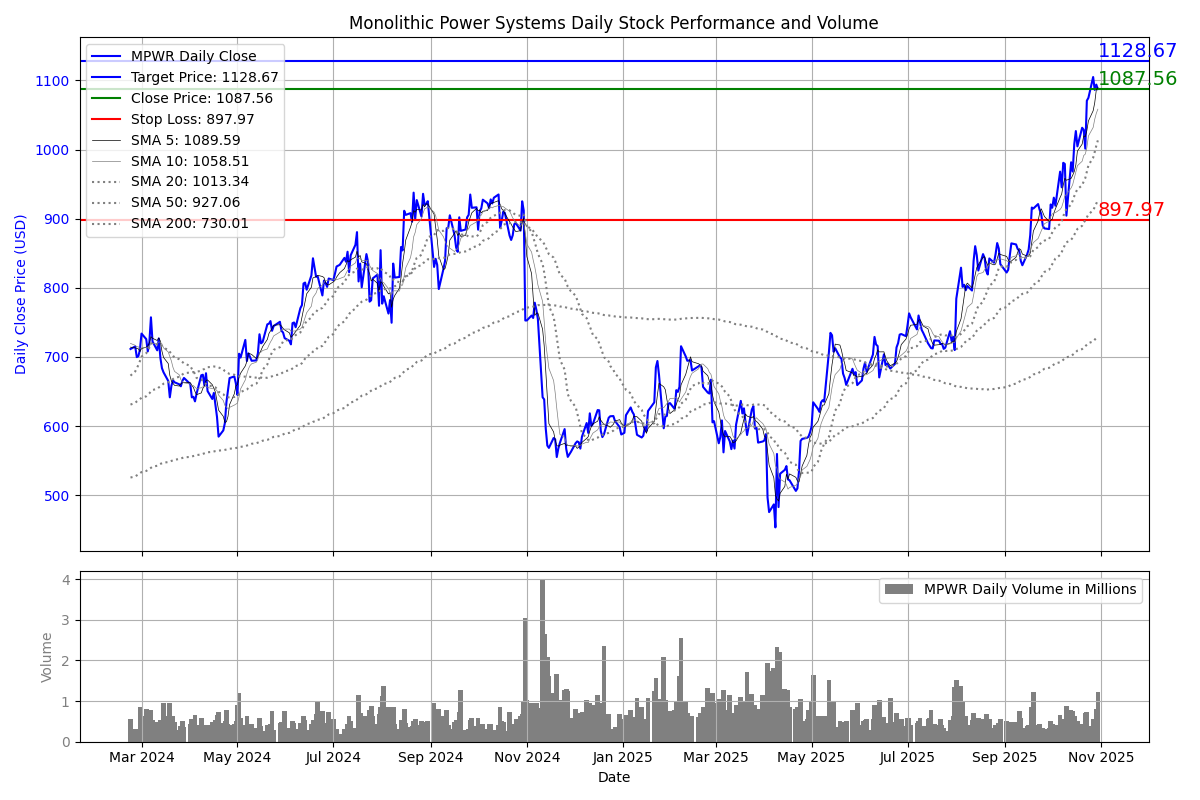 Monolithic Power Systems Daily Stock Performance and Volume
MPWR Daily Close
Target Price: 1128.67
Close Price: 1087.56
Stop Loss: 897.97
SMA 5: 1089.59
SMA 10: 1058.51
SMA 20: 1013.34
SMA 50: 927.06
SMA 200: 730.01
1128.67
1087.56
897.97
Daily Close Price (USD)
1100
1000
900
800
700
600
500
MPWR Daily Volume in Millions
Volume
4
3
2
1
0
Mar 2024 May 2024 Jul 2024 Sep 2024 Nov 2024 Jan 2025 Mar 2025 May 2025 Jul 2025 Sep 2025 Nov 2025
Date